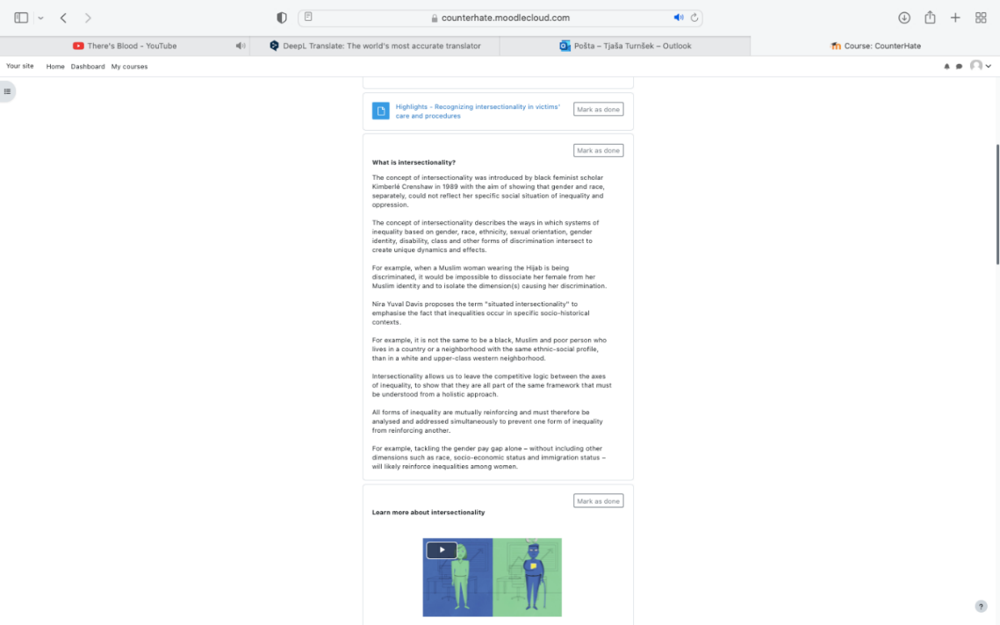 counterhate.moodlecloud.com
There's Blood - YouTube
DeepL Translate: The world's most accurate translator
Pošta – Tjaša Turnšek – Outlook
Course: CounterHate
Your site Home Dashboard My courses
Highlights - Recognizing intersectionality in victims'
care and procedures
Mark as done
Mark as done
What is intersectionality?
The concept of intersectionality was introduced by black feminist scholar
Kimberlé Crenshaw in 1989 with the aim of showing that gender and race,
separately, could not reflect her specific social situation of inequality and
oppression.
The concept of intersectionality describes the ways in which systems of
inequality based on gender, race, ethnicity, sexual orientation, gender
identity, disability, class and other forms of discrimination intersect to
create unique dynamics and effects.
For example, when a Muslim woman wearing the Hijab is being
discriminated, it would be impossible to dissociate her female from her
Muslim identity and to isolate the dimension(s) causing her discrimination.
Nira Yuval Davis proposes the term "situated intersectionality" to
emphasise the fact that inequalities occur in specific socio-historical
contexts.
For example, it is not the same to be a black, Muslim and poor person who
lives in a country or a neighborhood with the same ethnic-social profile,
than in a white and upper-class western neighborhood.
Intersectionality allows us to leave the competitive logic between the axes
of inequality, to show that they are all part of the same framework that must
be understood from a holistic approach.
All forms of inequality are mutually reinforcing and must therefore be
analysed and addressed simultaneously to prevent one form of inequality
from reinforcing another.
For example, tackling the gender pay gap alone – without including other
dimensions such as race, socio-economic status and immigration status –
will likely reinforce inequalities among women.
Mark as done
Learn more about intersectionality
?